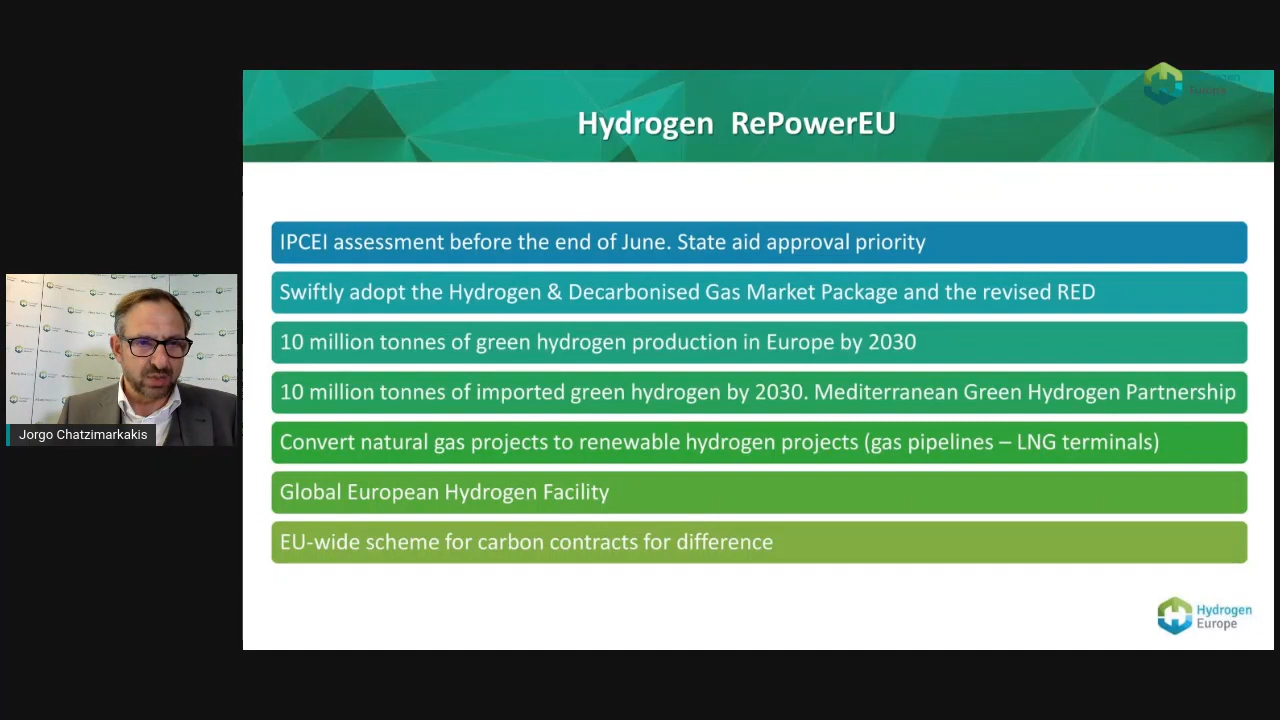 Hydrogen RePowerEU
Hydrogen
Europe
IPCEI assessment before the end of June. State aid approval priority
Swiftly adopt the Hydrogen & Decarbonised Gas Market Package and the revised RED
10 million tonnes of green hydrogen production in Europe by 2030
10 million tonnes of imported green hydrogen by 2030. Mediterranean Green Hydrogen Partnership
Convert natural gas projects to renewable hydrogen projects (gas pipelines – LNG terminals)
Global European Hydrogen Facility
EU-wide scheme for carbon contracts for difference
Jorgo Chatzimarkakis
Hydrogen
Europe